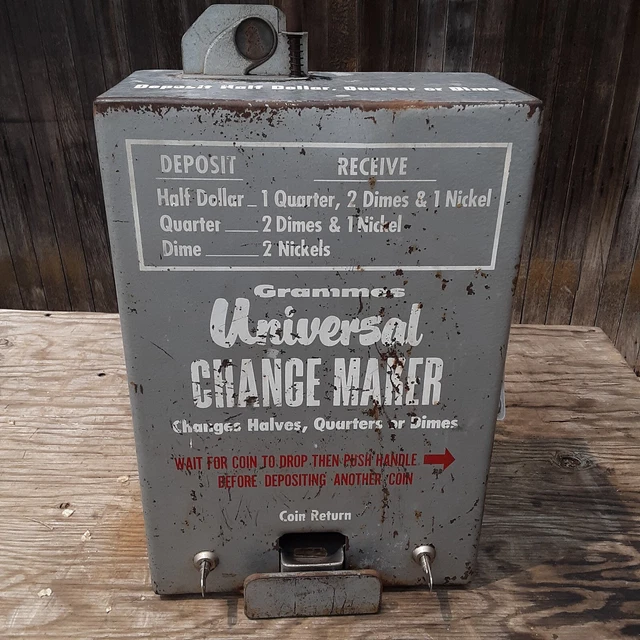 Deposit Half Dollar, Quarter or Dime
DEPOSIT RECEIVE
Half Dollar 1 Quarter, 2 Dimes & 1 Nickel
Quarter 2 Dimes & 1 Nickel
Dime 2 Nickels
Grammes
Universal
CHANGE MAKER
Changes Halves, Quarters or Dimes
WAIT FOR COIN TO DROP THEN PUSH HANDLE
BEFORE DEPOSITING ANOTHER COIN
Coin Return